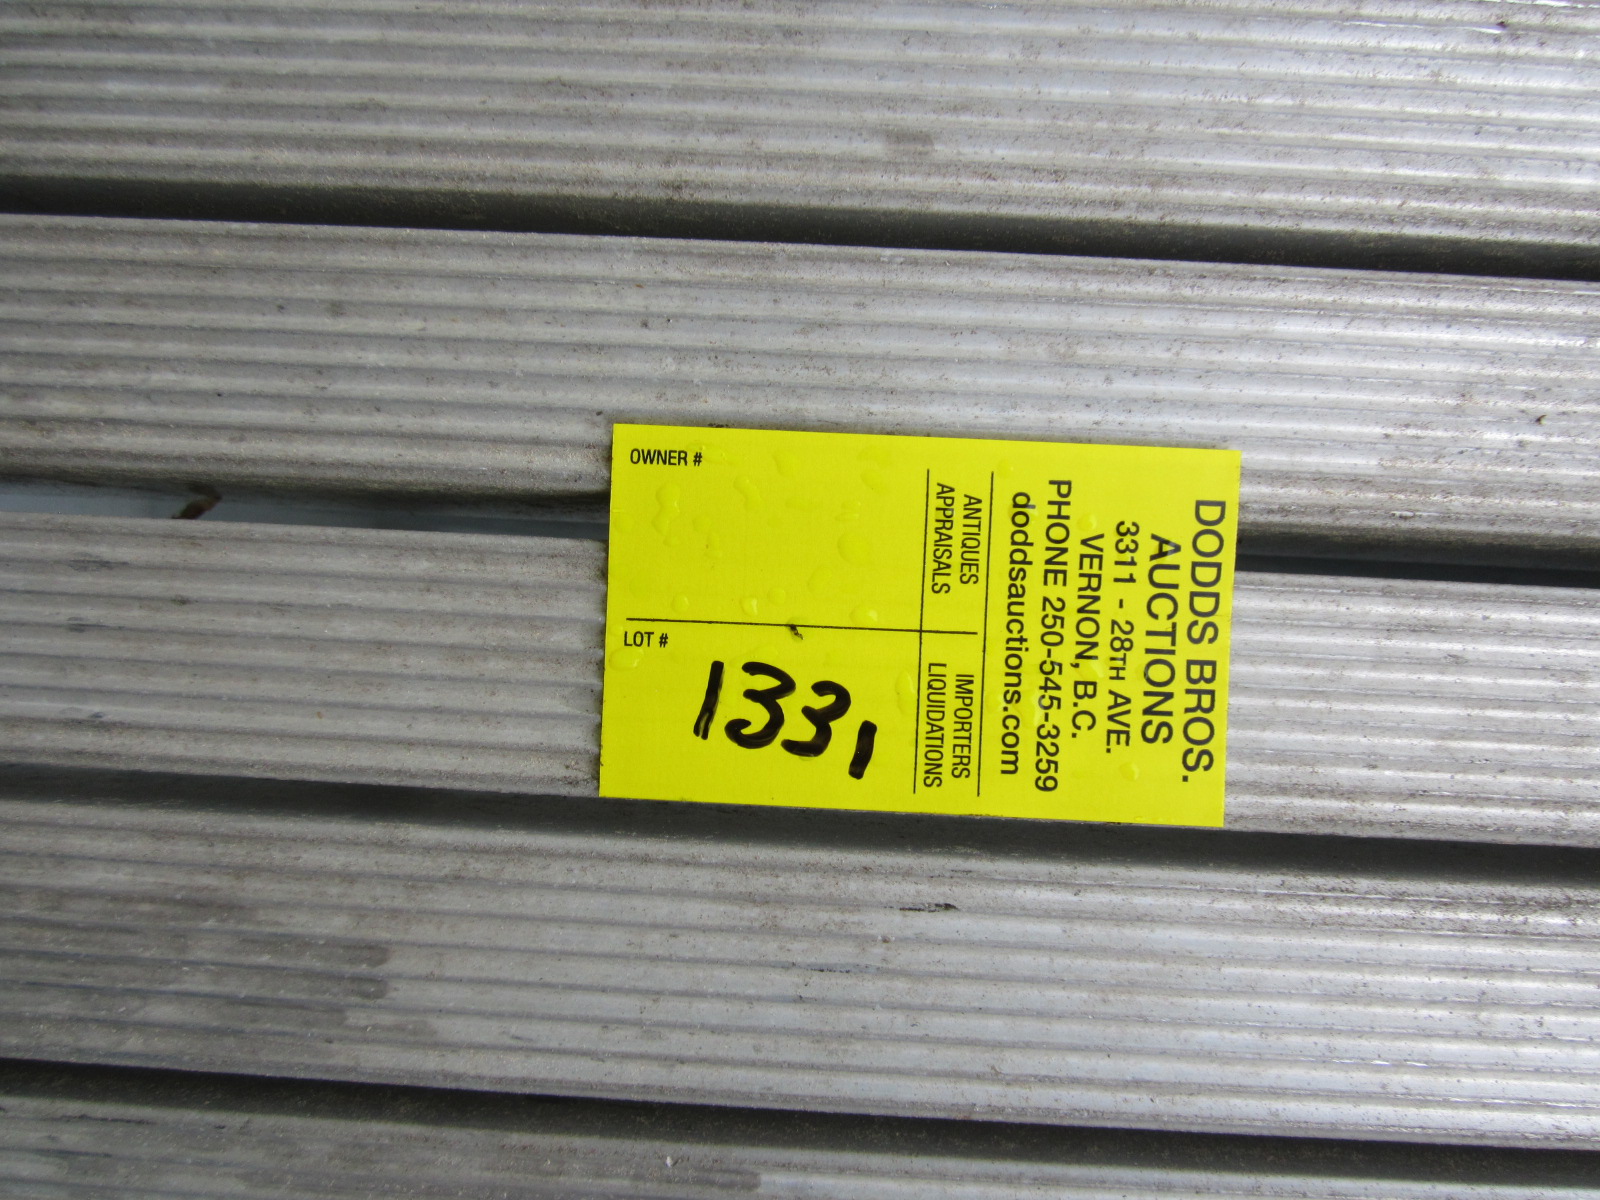 DODDS BROS.
AUCTIONS
3311 - 28TH AVE.
VERNON, B.C.
PHONE 250-545-3259
doddsauctions.com
ANTIQUES
APPRAISALS
IMPORTERS
LIQUIDATIONS
OWNER #
LOT #
1331